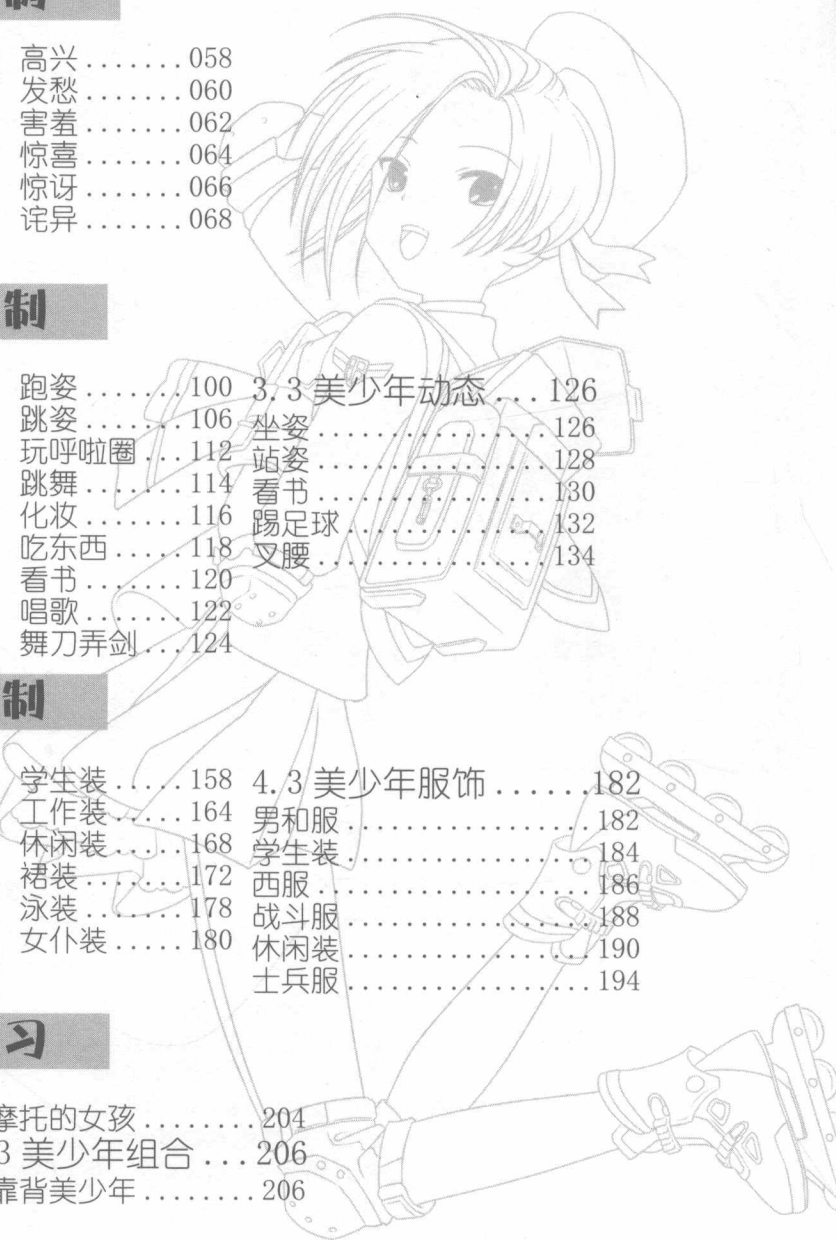 制
高兴.......058
发愁.......060
害羞.......062
惊喜.......064
惊讶.......066
诧异.......068
制
跑姿........100
跳姿........106
玩呼啦圈...112
跳舞.......114
化妆.......116
吃东西.....118
看书.......120
唱歌.......122
舞刀弄剑...124
3.3 美少年动态...126
坐姿................126
站姿................128
看书................130
踢足球.............132
叉腰................134
制
学生装.....158
工作装.....164
休闲装.....168
裙装.......172
泳装.......178
女仆装.....180
4.3 美少年服饰......182
男和服.................182
学生装.................184
西服...................186
战斗服.................188
休闲装.................190
士兵服.................194
习
摩托的女孩........204
3 美少年组合...206
靠背美少年........206